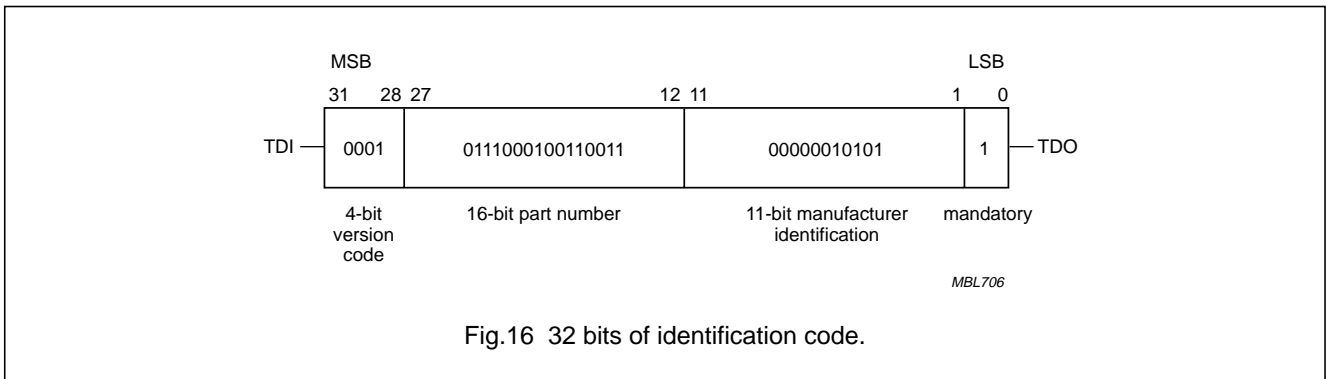 MSB LSB
31 28 27 12 11 1 0
TDI 0001 0111000100110011 00000010101 1 TDO
4-bit 16-bit part number 11-bit manufacturer mandatory
version identification
code
MBL706
Fig.16 32 bits of identification code.